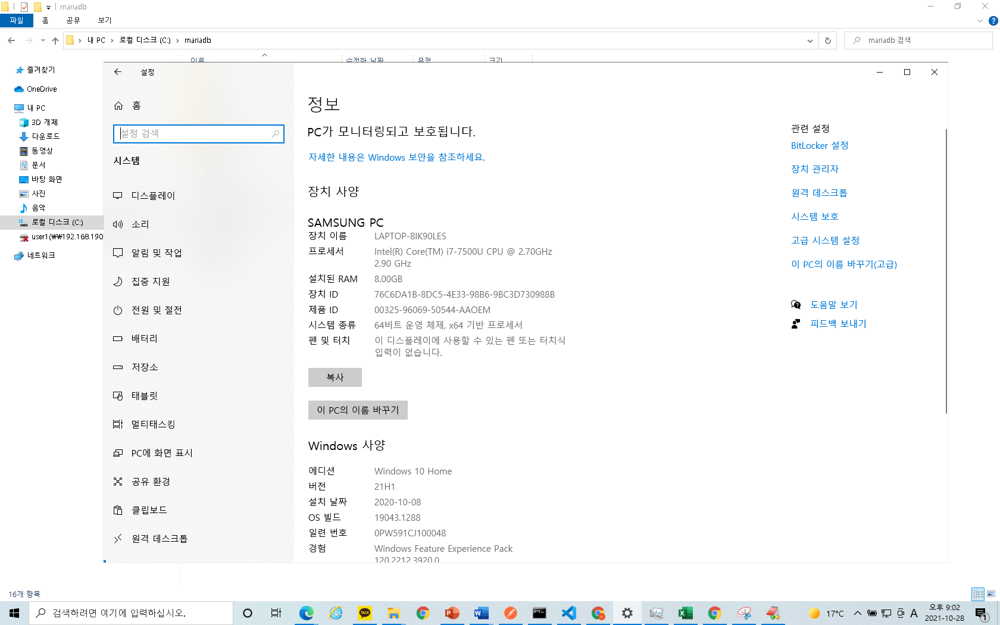 mariadb
파일 홈 공유 보기
내 PC 로컬 디스크 (C:) mariadb
mariadb 검색
이름 수정한 날짜 유형 크기
즐겨찾기
OneDrive
내 PC
3D 개체
다운로드
동영상
문서
바탕 화면
사진
음악
로컬 디스크 (C:)
user1(₩₩192.168.190
네트워크
16개 항목
설정
홈
설정 검색
시스템
디스플레이
소리
알림 및 작업
집중 지원
전원 및 절전
배터리
저장소
태블릿
멀티태스킹
PC에 화면 표시
공유 환경
클립보드
원격 데스크톱
정보
PC가 모니터링되고 보호됩니다.
자세한 내용은 Windows 보안을 참조하세요.
장치 사양
SAMSUNG PC
장치 이름 LAPTOP-8IK90LES
프로세서 Intel(R) Core(TM) i7-7500U CPU @ 2.70GHz
2.90 GHz
설치된 RAM 8.00GB
장치 ID 76C6DA1B-8DC5-4E33-98B6-9BC3D730988B
제품 ID 00325-96069-50544-AAOEM
시스템 종류 64비트 운영 체제, x64 기반 프로세서
펜 및 터치 이 디스플레이에 사용할 수 있는 펜 또는 터치식
입력이 없습니다.
복사
이 PC의 이름 바꾸기
Windows 사양
에디션 Windows 10 Home
버전 21H1
설치 날짜 2020-10-08
OS 빌드 19043.1288
일련 번호 0PW591CJ100048
경험 Windows Feature Experience Pack
120.2212.3920.0
관련 설정
BitLocker 설정
장치 관리자
원격 데스크톱
시스템 보호
고급 시스템 설정
이 PC의 이름 바꾸기(고급)
도움말 보기
피드백 보내기
검색하려면 여기에 입력하십시오.
TALK
17°C
A
오후 9:02
2021-10-28
1